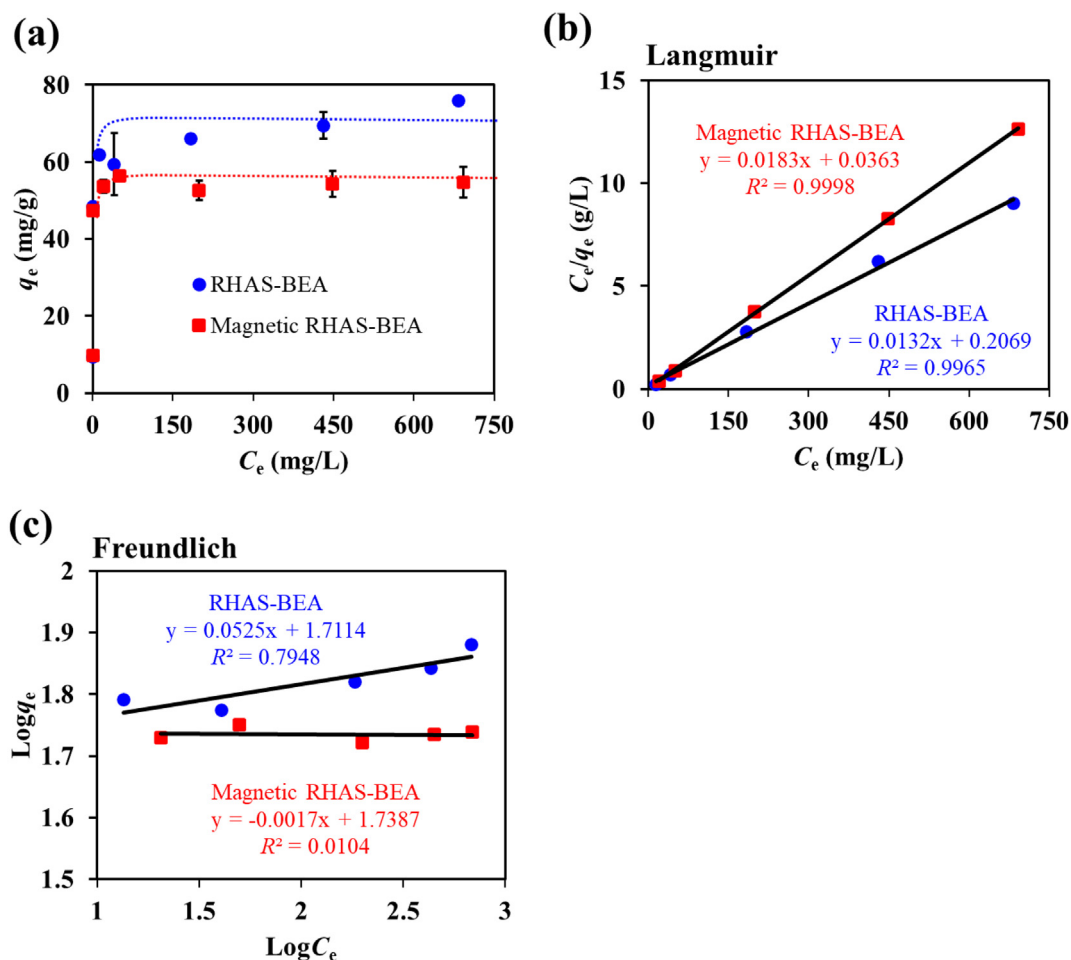 (a)
80
60
40
20
0
qe (mg/g)
RHAS-BEA
Magnetic RHAS-BEA
0 150 300 450 600 750
Ce (mg/L)
(b)
Langmuir
15
10
5
0
Ce/qe (g/L)
Magnetic RHAS-BEA
y = 0.0183x + 0.0363
R² = 0.9998
RHAS-BEA
y = 0.0132x + 0.2069
R² = 0.9965
0 150 300 450 600 750
Ce (mg/L)
(c)
Freundlich
2
1.9
1.8
1.7
1.6
1.5
Logqe
RHAS-BEA
y = 0.0525x + 1.7114
R² = 0.7948
Magnetic RHAS-BEA
y = -0.0017x + 1.7387
R² = 0.0104
1 1.5 2 2.5 3
LogCe